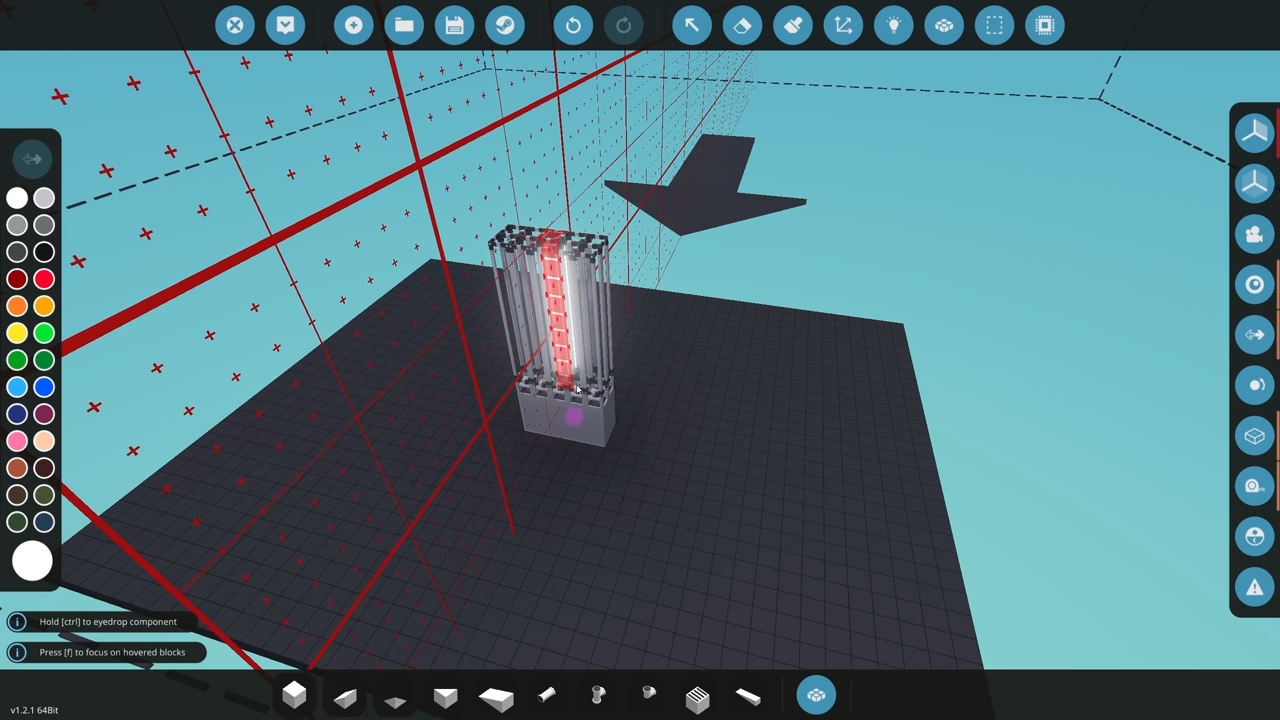 Hold [ctrl] to eyedrop component
Press [f] to focus on hovered blocks
v1.2.1 64Bit